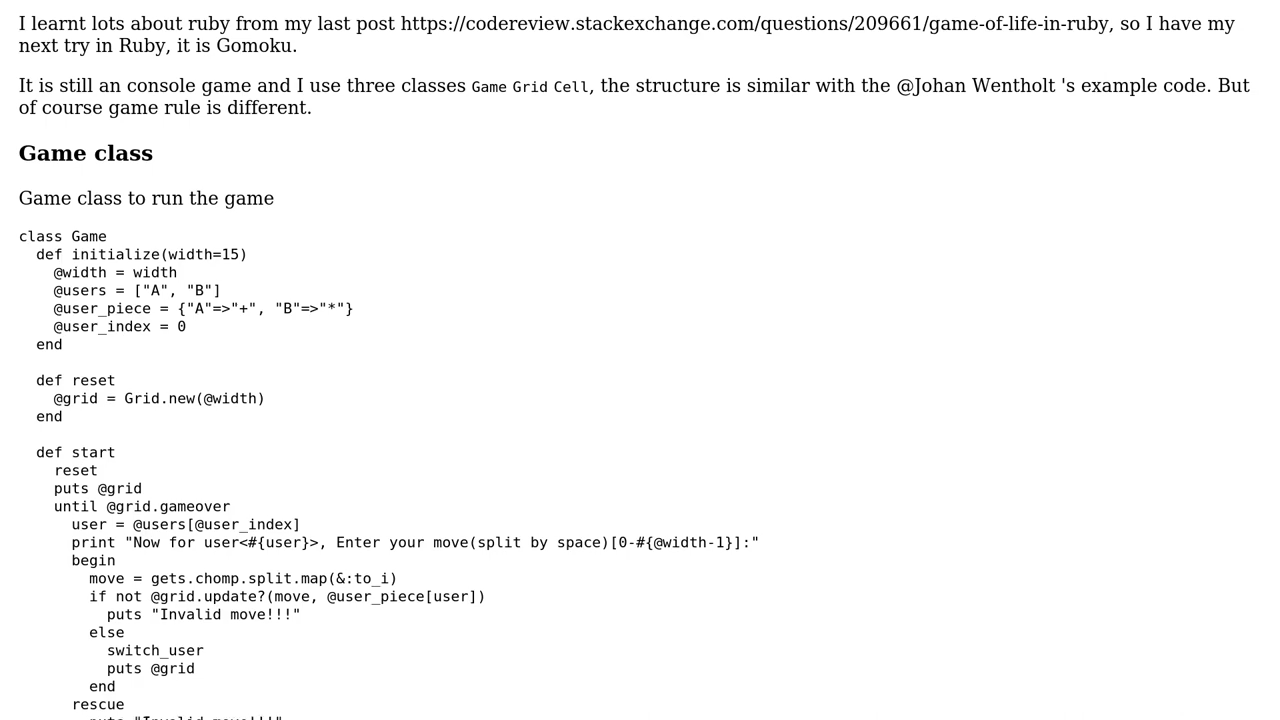 I learnt lots about ruby from my last post https://codereview.stackexchange.com/questions/209661/game-of-life-in-ruby, so I have my
next try in Ruby, it is Gomoku.
It is still an console game and I use three classes Game Grid Cell, the structure is similar with the @Johan Wentholt 's example code. But
of course game rule is different.
Game class
Game class to run the game
class Game
  def initialize(width=15)
    @width = width
    @users = ["A", "B"]
    @user_piece = {"A"=>"+", "B"=>"*"}
    @user_index = 0
  end
  def reset
    @grid = Grid.new(@width)
  end
  def start
    reset
    puts @grid
    until @grid.gameover
      user = @users[@user_index]
      print "Now for user<#{user}>, Enter your move(split by space)[0-#{@width-1}]:"
      begin
        move = gets.chomp.split.map(&:to_i)
        if not @grid.update?(move, @user_piece[user])
          puts "Invalid move!!!"
        else
          switch_user
          puts @grid
        end
      rescue
        puts "Invalid move!!!"